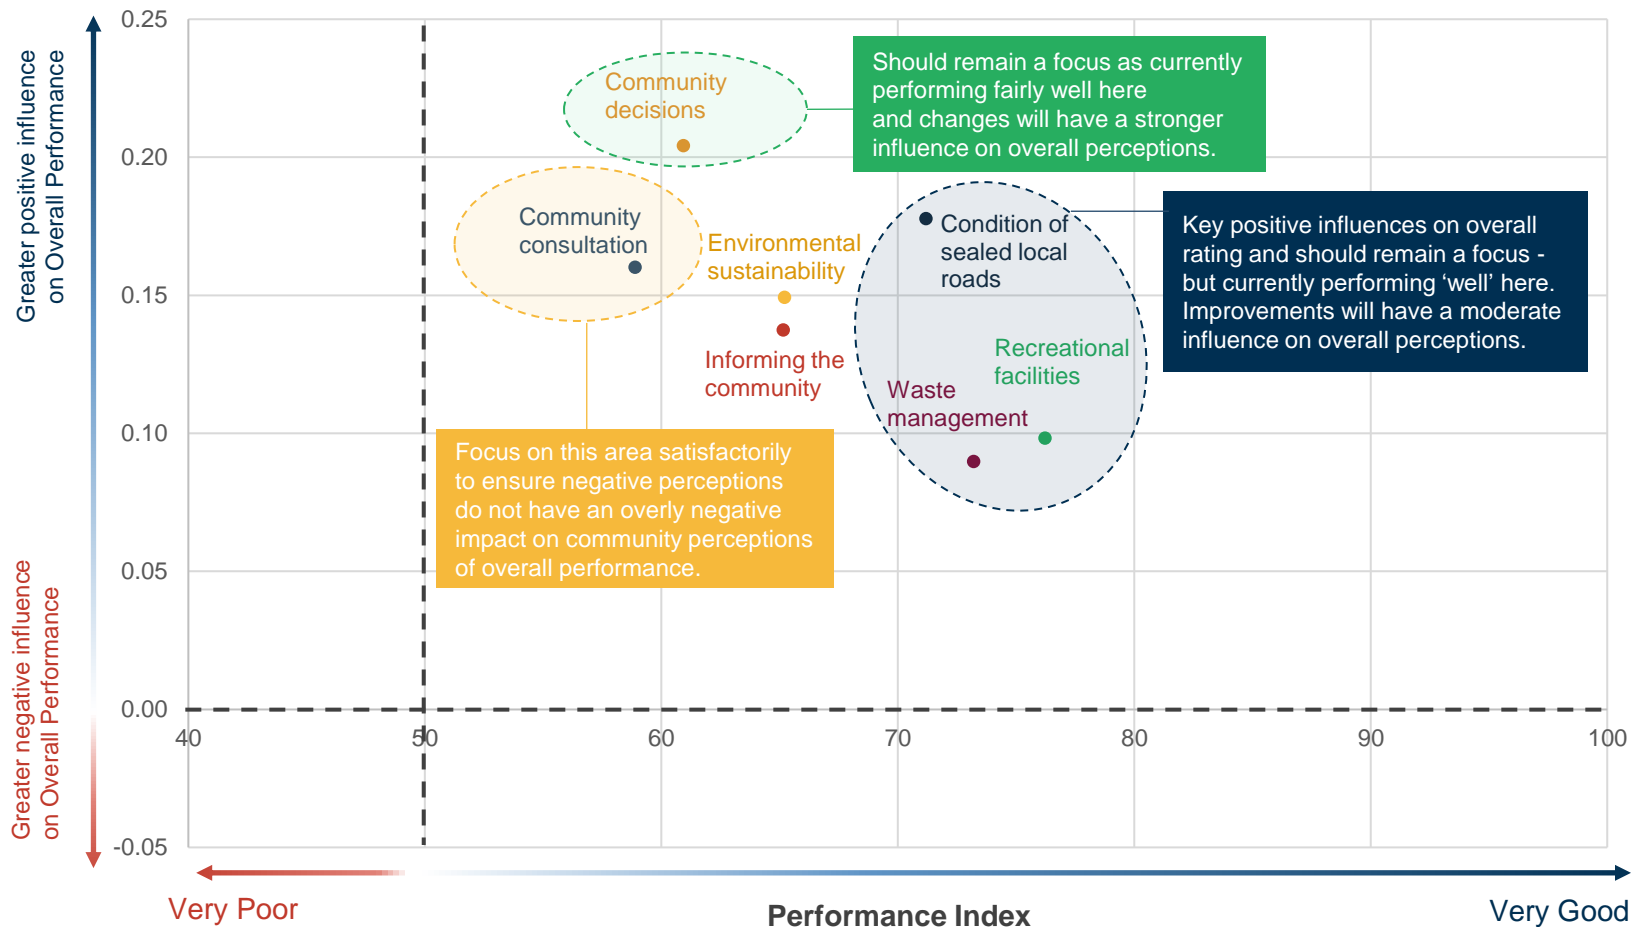 Greater positive influence
on Overall Performance
Greater negative influence
on Overall Performance
0.25
0.20
0.15
0.10
0.05
0.00
-0.05
40
50
60
70
80
90
100
Community
decisions
Should remain a focus as currently
performing fairly well here
and changes will have a stronger
influence on overall perceptions.
Community
consultation
Environmental
sustainability
Informing the
community
Condition of
sealed local
roads
Recreational
facilities
Waste
management
Key positive influences on overall
rating and should remain a focus -
but currently performing ‘well’ here.
Improvements will have a moderate
influence on overall perceptions.
Focus on this area satisfactorily
to ensure negative perceptions
do not have an overly negative
impact on community perceptions
of overall performance.
Very Poor
Performance Index
Very Good